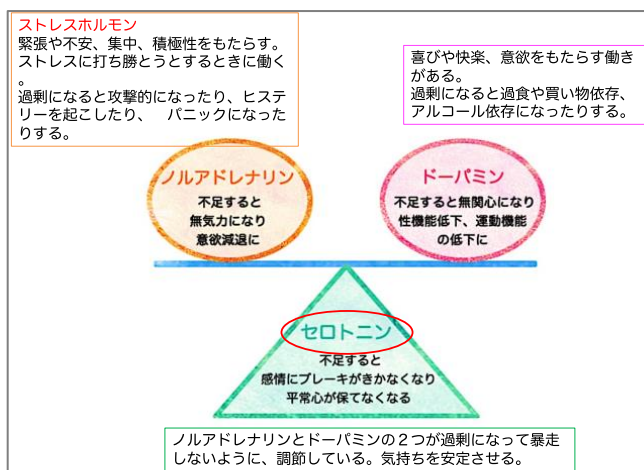 ストレスホルモン
緊張や不安、集中、積極性をもたらす。
ストレスに打ち勝とうとするときに働く
。
過剰になると攻撃的になったり、ヒステ
リーを起こしたり、　パニックになった
りする。
喜びや快楽、意欲をもたらす働き
がある。
過剰になると過食や買い物依存、
アルコール依存になったりする。
ノルアドレナリン
不足すると
無気力になり
意欲減退に
ドーパミン
不足すると無関心になり
性機能低下、運動機能
の低下に
セロトニン
不足すると
感情にブレーキがきかなくなり
平常心が保てなくなる
ノルアドレナリンとドーパミンの２つが過剰になって暴走
しないように、調節している。気持ちを安定させる。